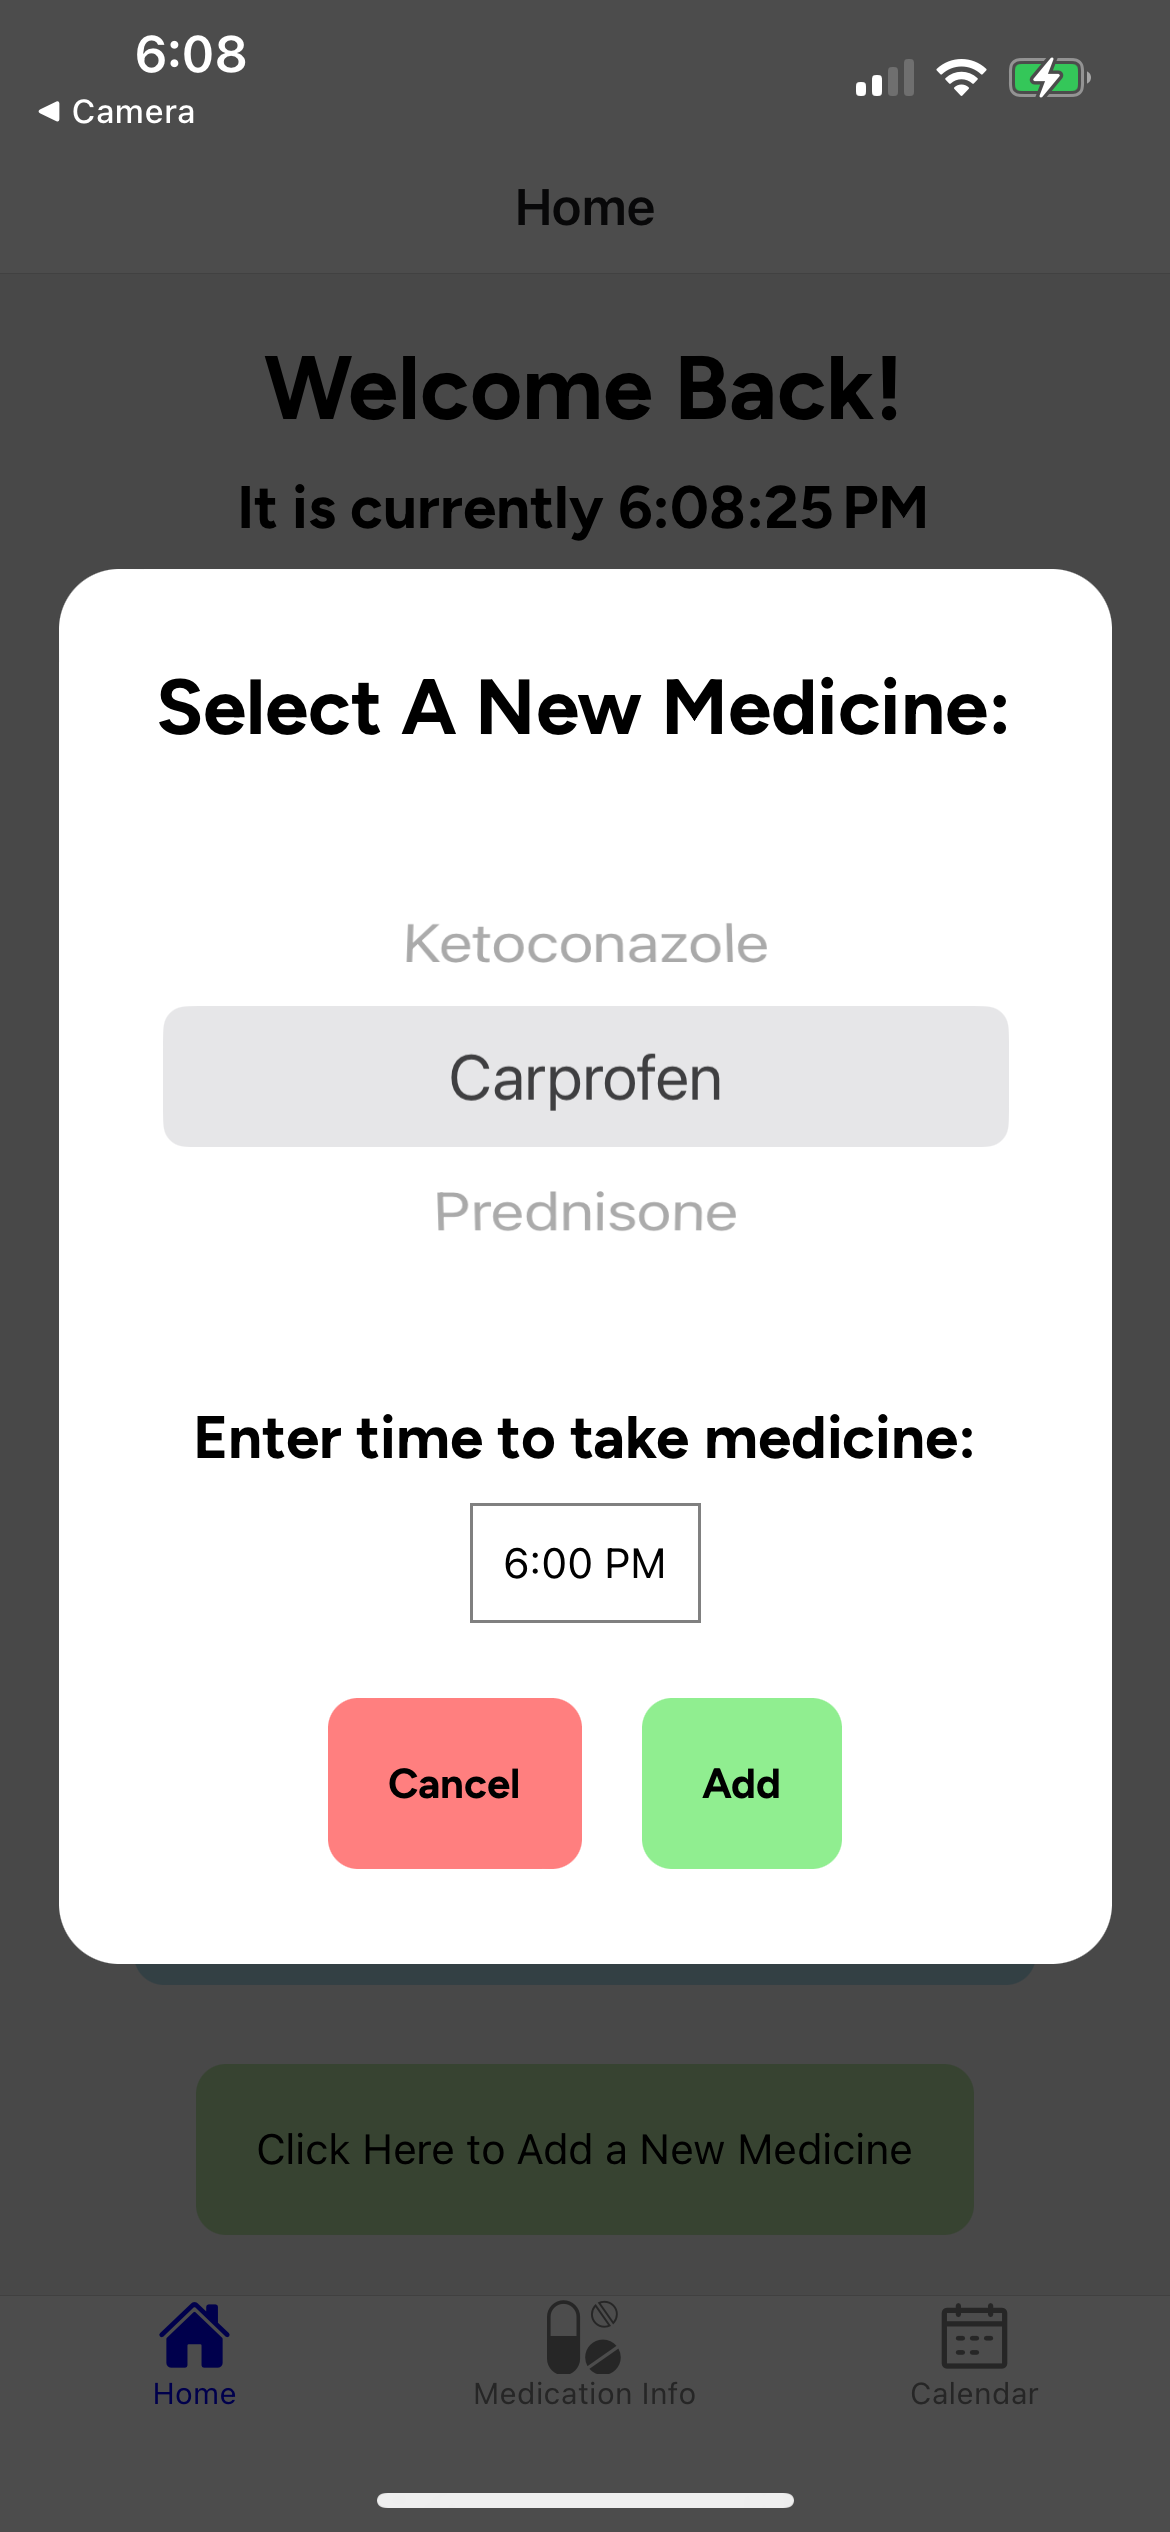 6:08
◀ Camera
Home
Welcome Back!
It is currently 6:08:25 PM
Select A New Medicine:
Ketoconazole
Carprofen
Prednisone
Enter time to take medicine:
6:00 PM
Cancel
Add
Click Here to Add a New Medicine
Home
Medication Info
Calendar